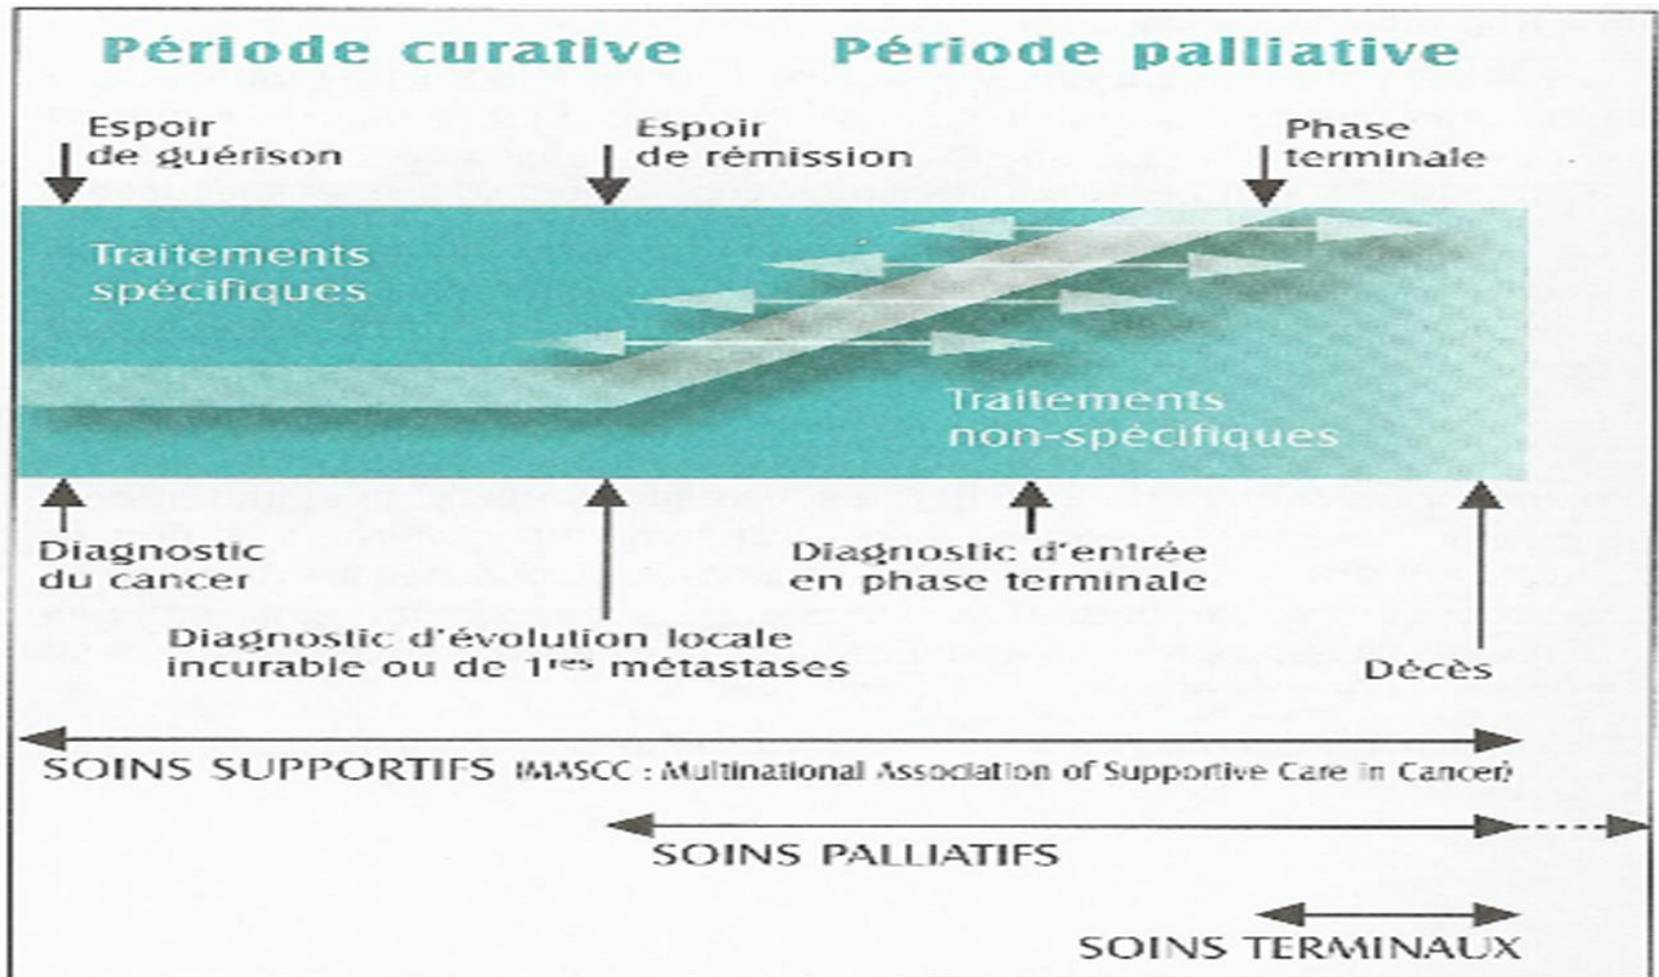 Période curative
Période palliative
Espoir
de guérison
Espoir
de rémission
Phase
terminale
Traitements
spécifiques
Traitements
non-spécifiques
Diagnostic
du cancer
Diagnostic d'évolution locale
incurable ou de 1res métastases
Diagnostic d'entrée
en phase terminale
Décès
SOINS SUPPORTIFS (MASCC : Multinational Association of Supportive Care in Cancer)
SOINS PALLIATIFS
SOINS TERMINAUX